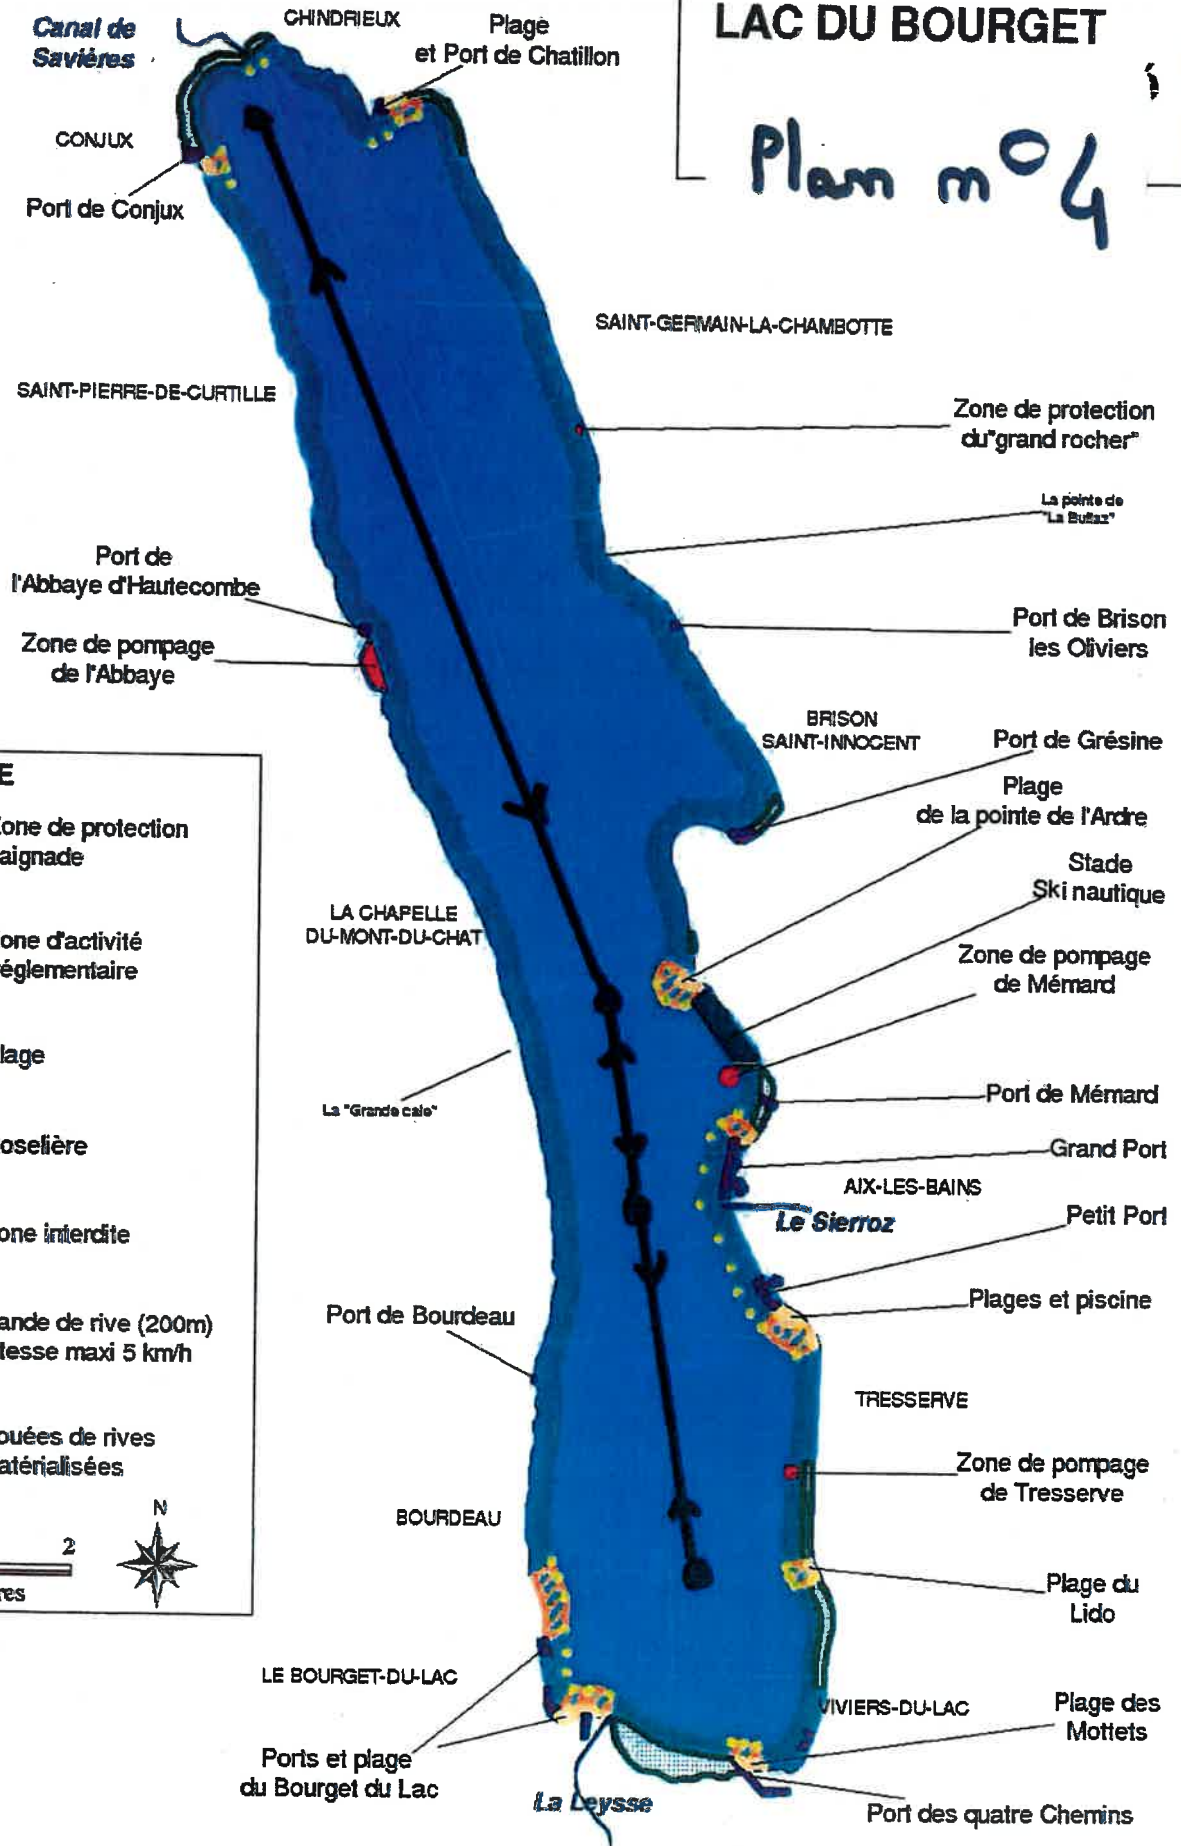 LAC DU BOURGET
Plan n° 4
Canal de
Savières
CHINDRIEUX
Plage
et Port de Chatillon
CONJUX
Port de Conjux
SAINT-GERMAIN-LA-CHAMBOTTE
SAINT-PIERRE-DE-CURTILLE
Zone de protection
du"grand rocher"
La pointe de
Port de
l'Abbaye d'Hautecombe
Port de Brison
les Oliviers
Zone de pompage
de l'Abbaye
BRISON
SAINT-INNOCENT
Port de Grésine
Plage
de la pointe de l'Ardre
Stade
Ski nautique
LA CHAPELLE
DU-MONT-DU-CHAT
Zone de pompage
de Mémard
La "Grande cale"
Port de Mémard
Grand Port
AIX-LES-BAINS
Le Sierroz
Petit Port
Port de Bourdeau
Plages et piscine
TRESSERVE
Zone de pompage
de Tresserve
BOURDEAU
Plage du
Lido
LE BOURGET-DU-LAC
VIVIERS-DU-LAC
Plage des
Mottets
Ports et plage
du Bourget du Lac
La Leysse
Port des quatre Chemins
E
one de protection
aignade
one d'activité
réglementaire
lage
oselière
one interdite
ande de rive (200m)
tesse maxi 5 km/h
ouées de rives
atérialisées
N
2
res